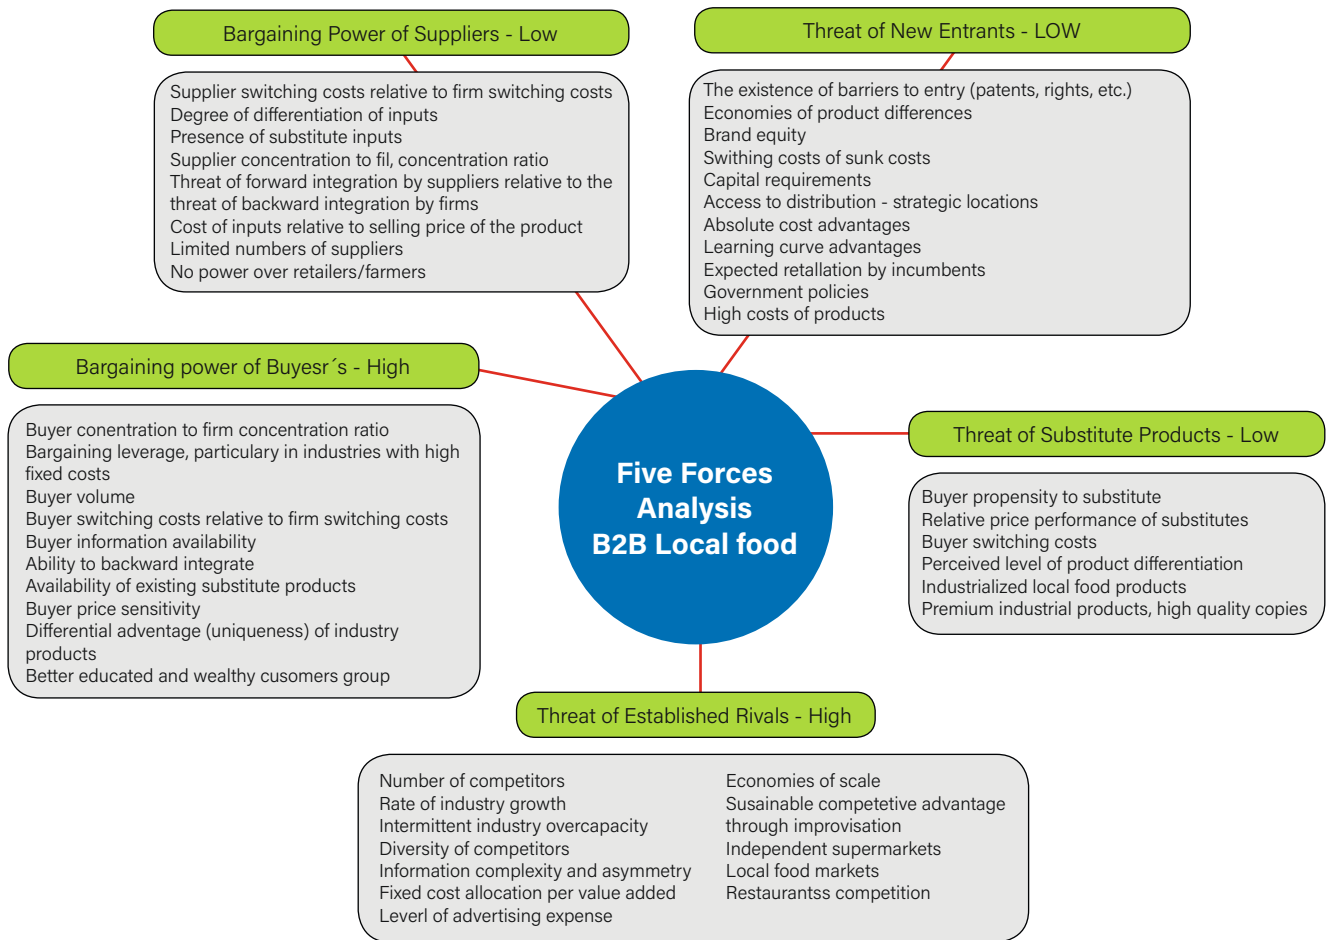 Bargaining Power of Suppliers - Low
Supplier switching costs relative to firm switching costs
Degree of differentiation of inputs
Presence of substitute inputs
Supplier concentration to fil, concentration ratio
Threat of forward integration by suppliers relative to the
threat of backward integration by firms
Cost of inputs relative to selling price of the product
Limited numbers of suppliers
No power over retailers/farmers
Threat of New Entrants - LOW
The existence of barriers to entry (patents, rights, etc.)
Economies of product differences
Brand equity
Swithing costs of sunk costs
Capital requirements
Access to distribution - strategic locations
Absolute cost advantages
Learning curve advantages
Expected retallation by incumbents
Government policies
High costs of products
Bargaining power of Buyesr´s - High
Buyer conentration to firm concentration ratio
Bargaining leverage, particulary in industries with high
fixed costs
Buyer volume
Buyer switching costs relative to firm switching costs
Buyer information availability
Ability to backward integrate
Availability of existing substitute products
Buyer price sensitivity
Differential advantage (uniqueness) of industry
products
Better educated and wealthy cusomers group
Five Forces
Analysis
B2B Local food
Threat of Substitute Products - Low
Buyer propensity to substitute
Relative price performance of substitutes
Buyer switching costs
Perceived level of product differentiation
Industrialized local food products
Premium industrial products, high quality copies
Threat of Established Rivals - High
Number of competitors
Rate of industry growth
Intermittent industry overcapacity
Diversity of competitors
Information complexity and asymmetry
Fixed cost allocation per value added
Leverl of advertising expense
Economies of scale
Susainable competetive advantage
through improvisation
Independent supermarkets
Local food markets
Restaurantss competition